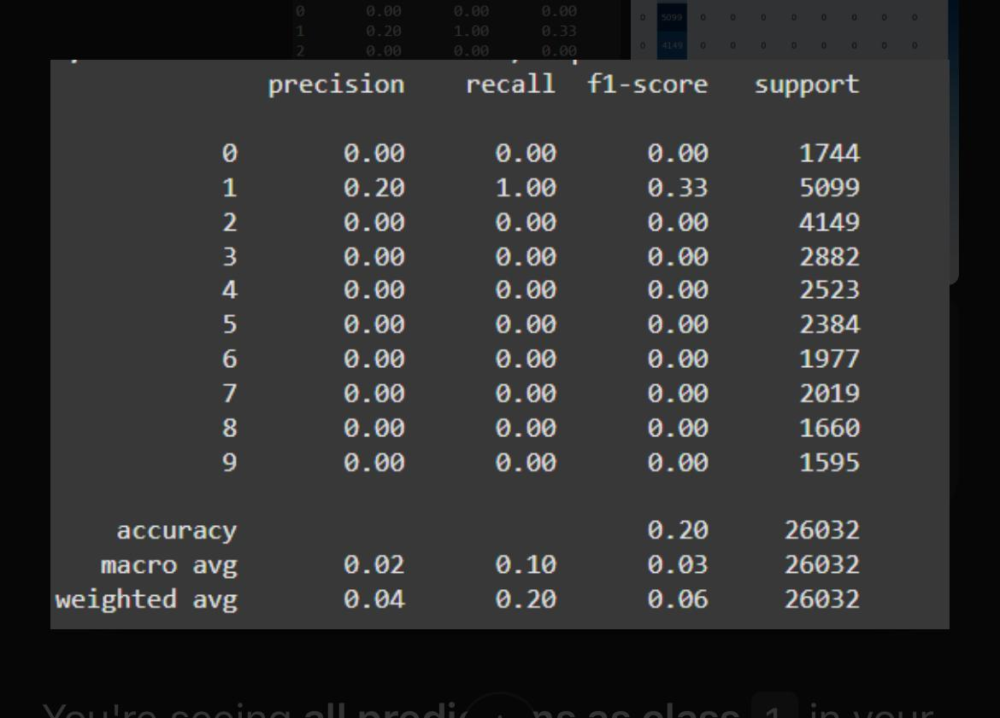 0 0.00 0.00 0.00
1 0.20 1.00 0.33
2 0.00 0.00 0.00
0 5099 0 0 0 0 0 0 0 0
0 4149 0 0 0 0 0 0 0 0
precision recall f1-score support
0 0.00 0.00 0.00 1744
1 0.20 1.00 0.33 5099
2 0.00 0.00 0.00 4149
3 0.00 0.00 0.00 2882
4 0.00 0.00 0.00 2523
5 0.00 0.00 0.00 2384
6 0.00 0.00 0.00 1977
7 0.00 0.00 0.00 2019
8 0.00 0.00 0.00 1660
9 0.00 0.00 0.00 1595
accuracy 0.20 26032
macro avg 0.02 0.10 0.03 26032
weighted avg 0.04 0.20 0.06 26032
You're seeing all as class 1 in your